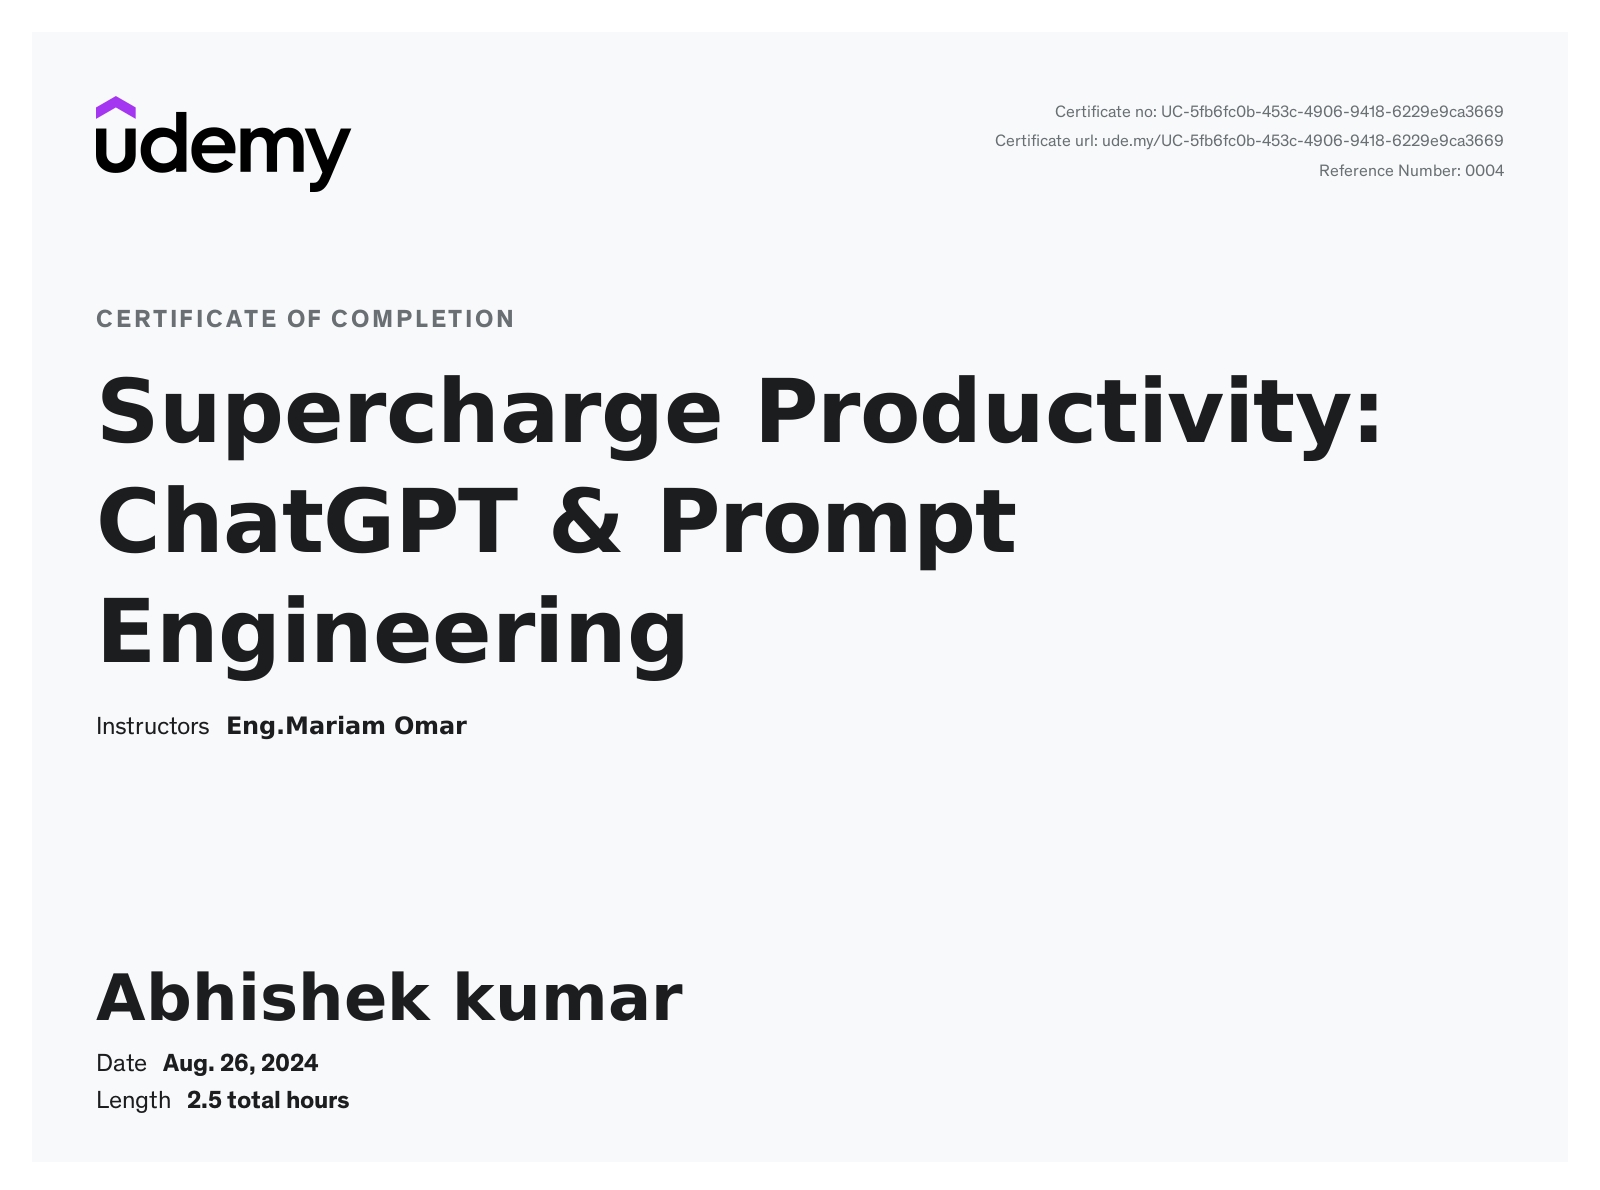 udemy
Certificate no: UC-5fb6fc0b-453c-4906-9418-6229e9ca3669
Certificate url: ude.my/UC-5fb6fc0b-453c-4906-9418-6229e9ca3669
Reference Number: 0004
CERTIFICATE OF COMPLETION
Supercharge Productivity:
ChatGPT & Prompt
Engineering
Instructors Eng.Mariam Omar
Abhishek kumar
Date Aug. 26, 2024
Length 2.5 total hours